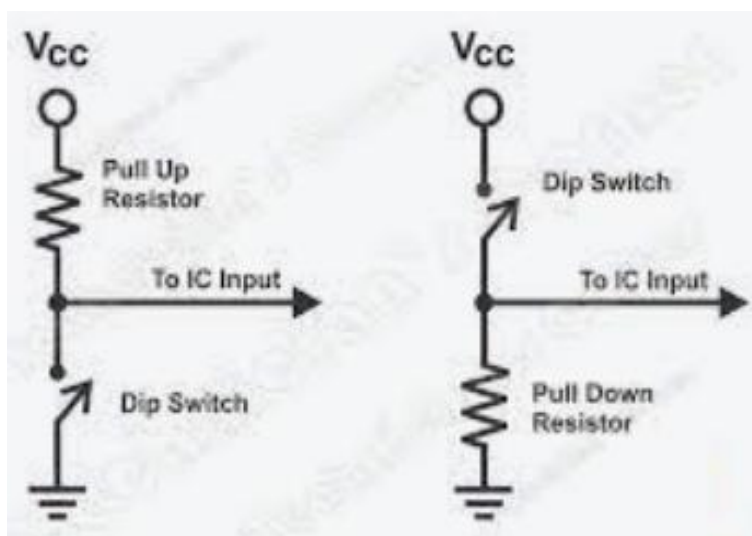 VCC
Pull Up
Resistor
To IC Input
Dip Switch
VCC
Dip Switch
To IC Input
Pull Down
Resistor